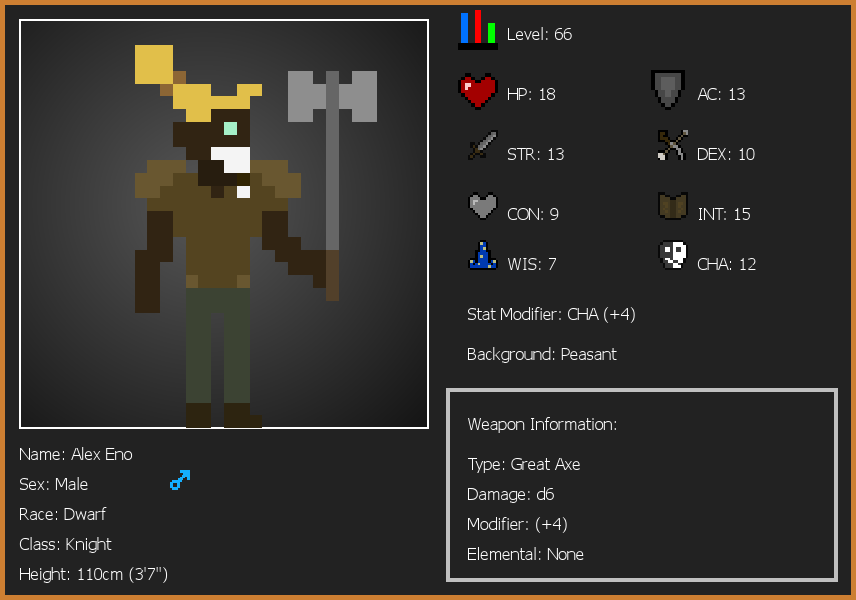 Level: 66
HP: 18
AC: 13
STR: 13
DEX: 10
CON: 9
INT: 15
WIS: 7
CHA: 12
Stat Modifier: CHA (+4)
Background: Peasant
Weapon Information:
Type: Great Axe
Damage: d6
Modifier: (+4)
Elemental: None
Name: Alex Eno
Sex: Male
Race: Dwarf
Class: Knight
Height: 110cm (3'7")